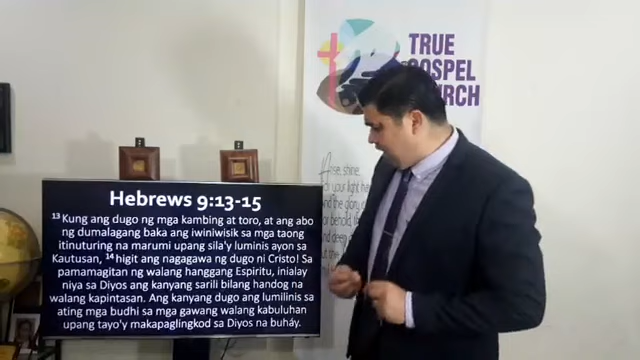 TRUE
GOSPEL
CHURCH
Arise, shine,
Hebrews 9:13-15
13 Kung ang dugo ng mga kambing at toro, at ang abo
ng dumalagang baka ang iwiniwisik sa mga taong
itinuturing na marumi upang sila'y luminis ayon sa
Kautusan, 14 higit ang nagagawa ng dugo ni Cristo! Sa
pamamagitan ng walang hanggang Espiritu, inialay
niya sa Diyos ang kanyang sarili bilang handog na
walang kapintasan. Ang kanyang dugo ang lumilinis sa
ating mga budhi sa mga gawang walang kabuluhan
upang tayo'y makapaglingkod sa Diyos na buháy.